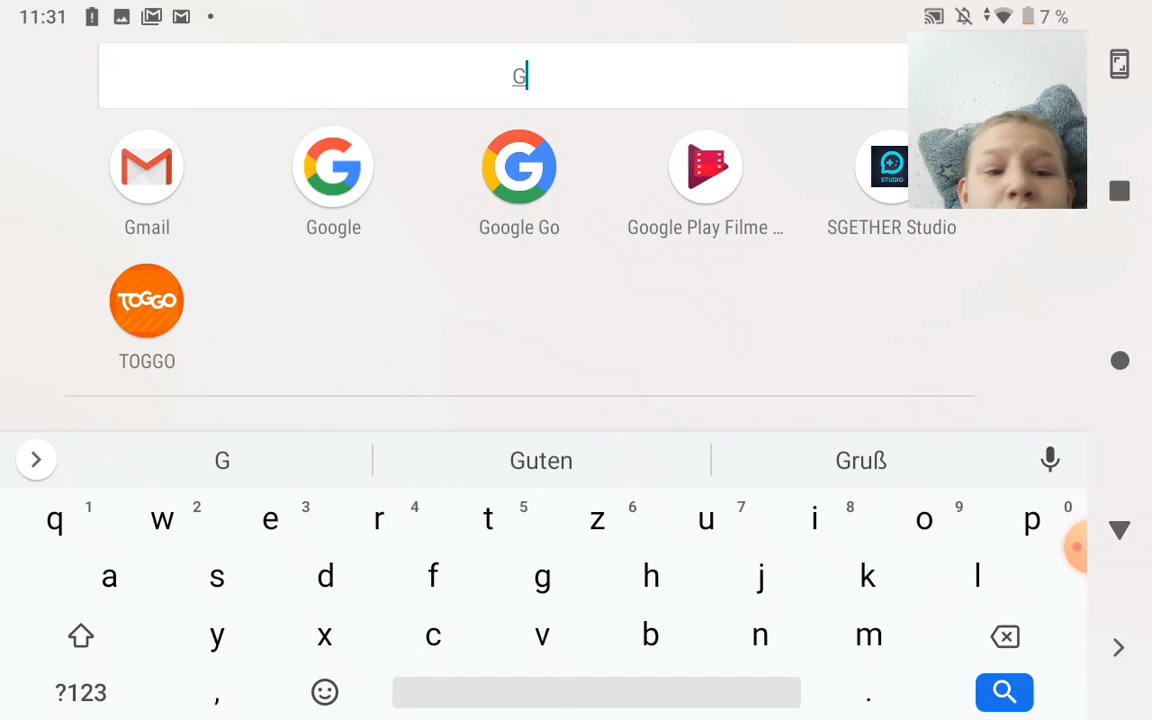 11:31 7 %
G
Gmail Google Google Go Google Play Filme ... SGETHER Studio
STUDIO
TOGGO
TOGGO
G Guten Gruß
q 1 w 2 e 3 r 4 t 5 z 6 u 7 i 8 o 9 p 0
a s d f g h j k l
y x c v b n m
?123 , .